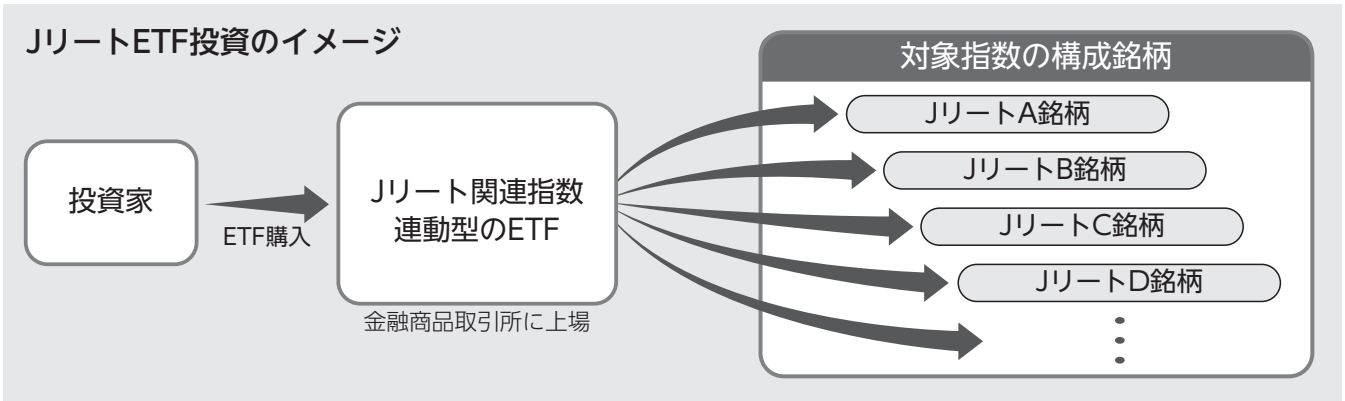 JリートETF投資のイメージ
対象指数の構成銘柄
JリートA銘柄
JリートB銘柄
JリートC銘柄
JリートD銘柄
投資家
ETF購入
Jリート関連指数
連動型のETF
金融商品取引所に上場